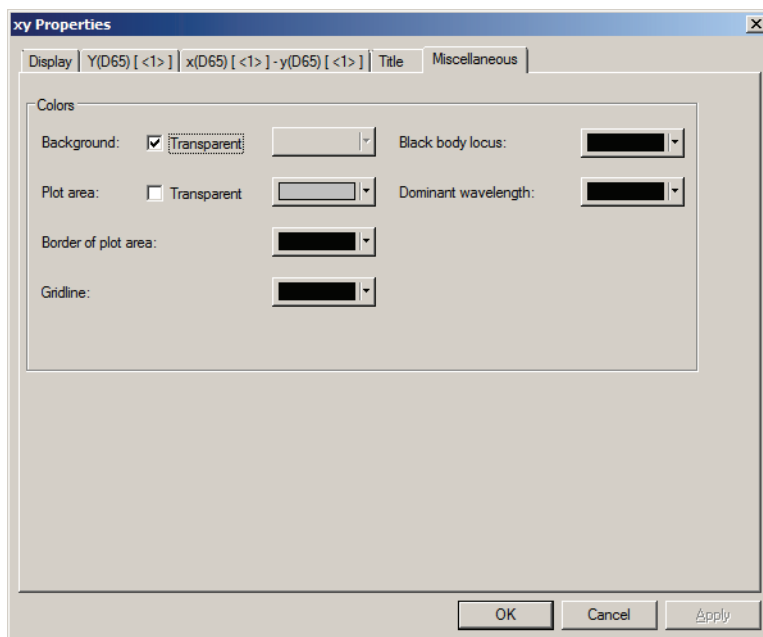 xy Properties
Display Y(D65) [ <1> ] x(D65) [ <1> ] - y(D65) [ <1> ] Title Miscellaneous
Colors
Background: Transparent Black body locus:
Plot area: Transparent Dominant wavelength:
Border of plot area:
Gridline:
OK Cancel Apply